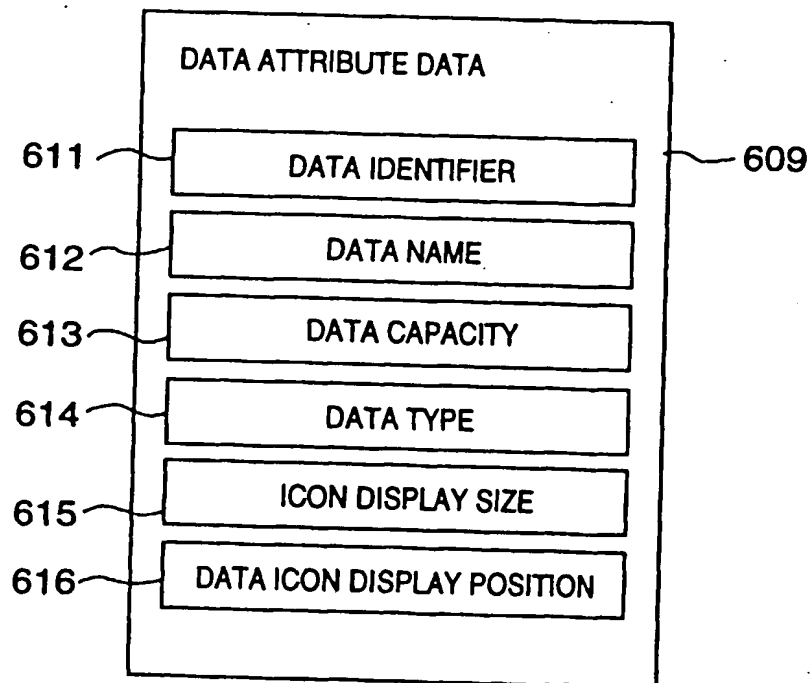 DATA ATTRIBUTE DATA
611 DATA IDENTIFIER 609
612 DATA NAME
613 DATA CAPACITY
614 DATA TYPE
615 ICON DISPLAY SIZE
616 DATA ICON DISPLAY POSITION